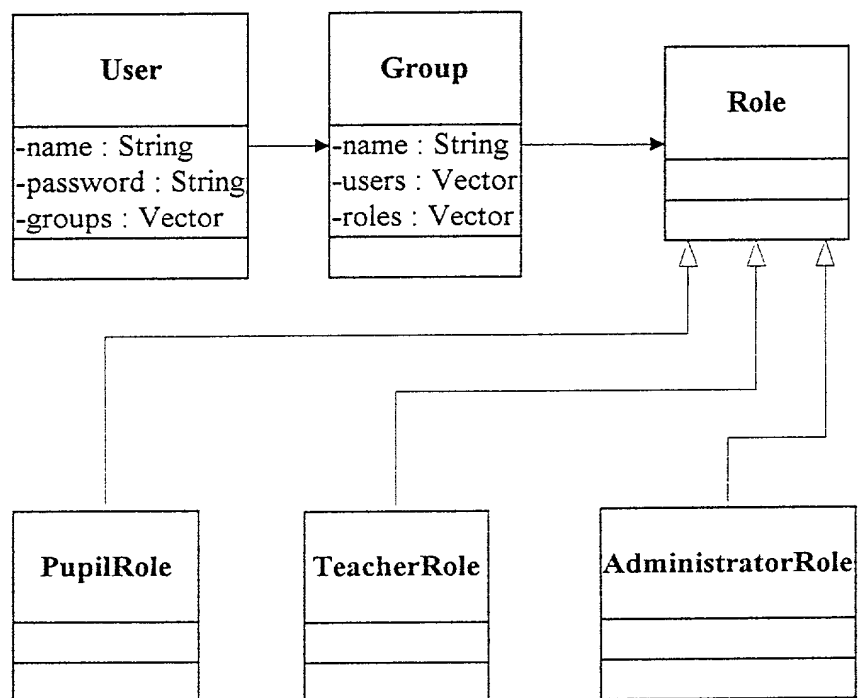 User
-name : String
-password : String
-groups : Vector
Group
-name : String
-users : Vector
-roles : Vector
Role
PupilRole
TeacherRole
AdministratorRole